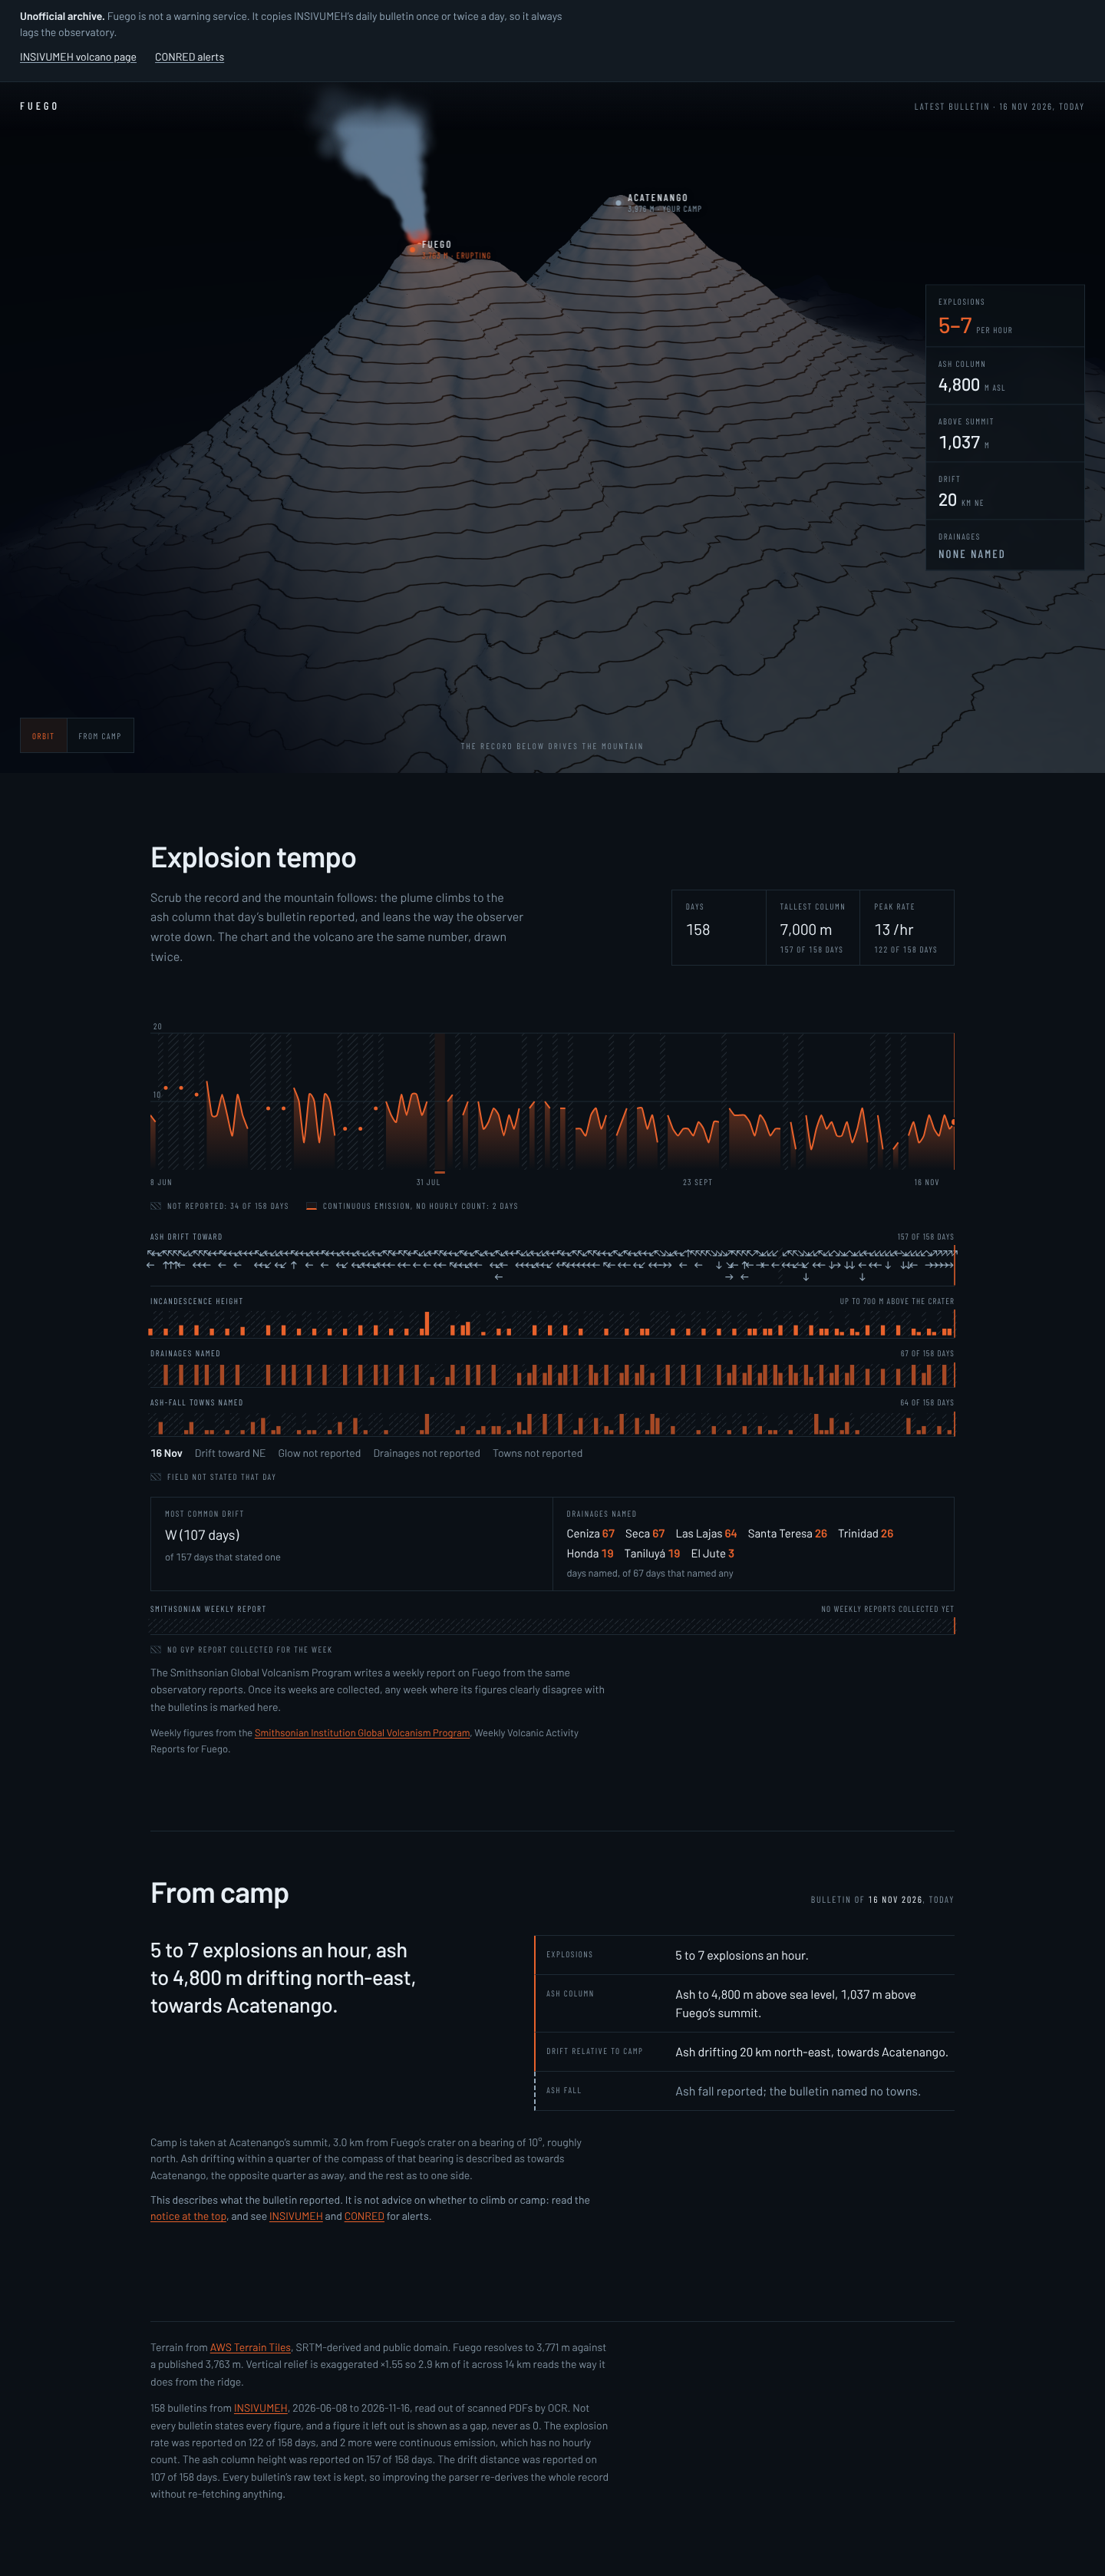 Unofficial archive. Fuego is not a warning service. It copies INSIVUMEH's daily bulletin once or twice a day, so it always
lags the observatory.
INSIVUMEH volcano page
CONRED alerts
FUEGO
LATEST BULLETIN · 16 NOV 2026, TODAY
ACATENANGO
3,976 M · YOUR CAMP
FUEGO
3,763 M · ERUPTING
EXPLOSIONS
5–7 PER HOUR
ASH COLUMN
4,800 M ASL
ABOVE SUMMIT
1,037 M
DRIFT
20 KM NE
DRAINAGES
NONE NAMED
ORBIT
FROM CAMP
THE RECORD BELOW DRIVES THE MOUNTAIN
Explosion tempo
Scrub the record and the mountain follows: the plume climbs to the
ash column that day's bulletin reported, and leans the way the observer
wrote down. The chart and the volcano are the same number, drawn
twice.
DAYS
158
TALLEST COLUMN
7,000 m
157 OF 158 DAYS
PEAK RATE
13 /hr
122 OF 158 DAYS
20
10
8 JUN
31 JUL
23 SEPT
16 NOV
NOT REPORTED: 34 OF 158 DAYS
CONTINUOUS EMISSION, NO HOURLY COUNT: 2 DAYS
ASH DRIFT TOWARD
157 OF 158 DAYS
INCANDESCENCE HEIGHT
UP TO 700 M ABOVE THE CRATER
DRAINAGES NAMED
67 OF 158 DAYS
ASH-FALL TOWNS NAMED
64 OF 158 DAYS
16 Nov Drift toward NE Glow not reported Drainages not reported Towns not reported
FIELD NOT STATED THAT DAY
MOST COMMON DRIFT
W (107 days)
of 157 days that stated one
DRAINAGES NAMED
Ceniza 67 Seca 67 Las Lajas 64 Santa Teresa 26 Trinidad 26
Honda 19 Taniluyá 19 El Jute 3
days named, of 67 days that named any
SMITHSONIAN WEEKLY REPORT
NO WEEKLY REPORTS COLLECTED YET
NO GVP REPORT COLLECTED FOR THE WEEK
The Smithsonian Global Volcanism Program writes a weekly report on Fuego from the same
observatory reports. Once its weeks are collected, any week where its figures clearly disagree with
the bulletins is marked here.
Weekly figures from the Smithsonian Institution Global Volcanism Program, Weekly Volcanic Activity
Reports for Fuego.
From camp
BULLETIN OF 16 NOV 2026, TODAY
5 to 7 explosions an hour, ash
to 4,800 m drifting north-east,
towards Acatenango.
EXPLOSIONS
5 to 7 explosions an hour.
ASH COLUMN
Ash to 4,800 m above sea level, 1,037 m above
Fuego's summit.
DRIFT RELATIVE TO CAMP
Ash drifting 20 km north-east, towards Acatenango.
ASH FALL
Ash fall reported; the bulletin named no towns.
Camp is taken at Acatenango's summit, 3.0 km from Fuego's crater on a bearing of 10°, roughly
north. Ash drifting within a quarter of the compass of that bearing is described as towards
Acatenango, the opposite quarter as away, and the rest as to one side.
This describes what the bulletin reported. It is not advice on whether to climb or camp: read the
notice at the top, and see INSIVUMEH and CONRED for alerts.
Terrain from AWS Terrain Tiles, SRTM-derived and public domain. Fuego resolves to 3,771 m against
a published 3,763 m. Vertical relief is exaggerated ×1.55 so 2.9 km of it across 14 km reads the way it
does from the ridge.
158 bulletins from INSIVUMEH, 2026-06-08 to 2026-11-16, read out of scanned PDFs by OCR. Not
every bulletin states every figure, and a figure it left out is shown as a gap, never as 0. The explosion
rate was reported on 122 of 158 days, and 2 more were continuous emission, which has no hourly
count. The ash column height was reported on 157 of 158 days. The drift distance was reported on
107 of 158 days. Every bulletin's raw text is kept, so improving the parser re-derives the whole record
without re-fetching anything.